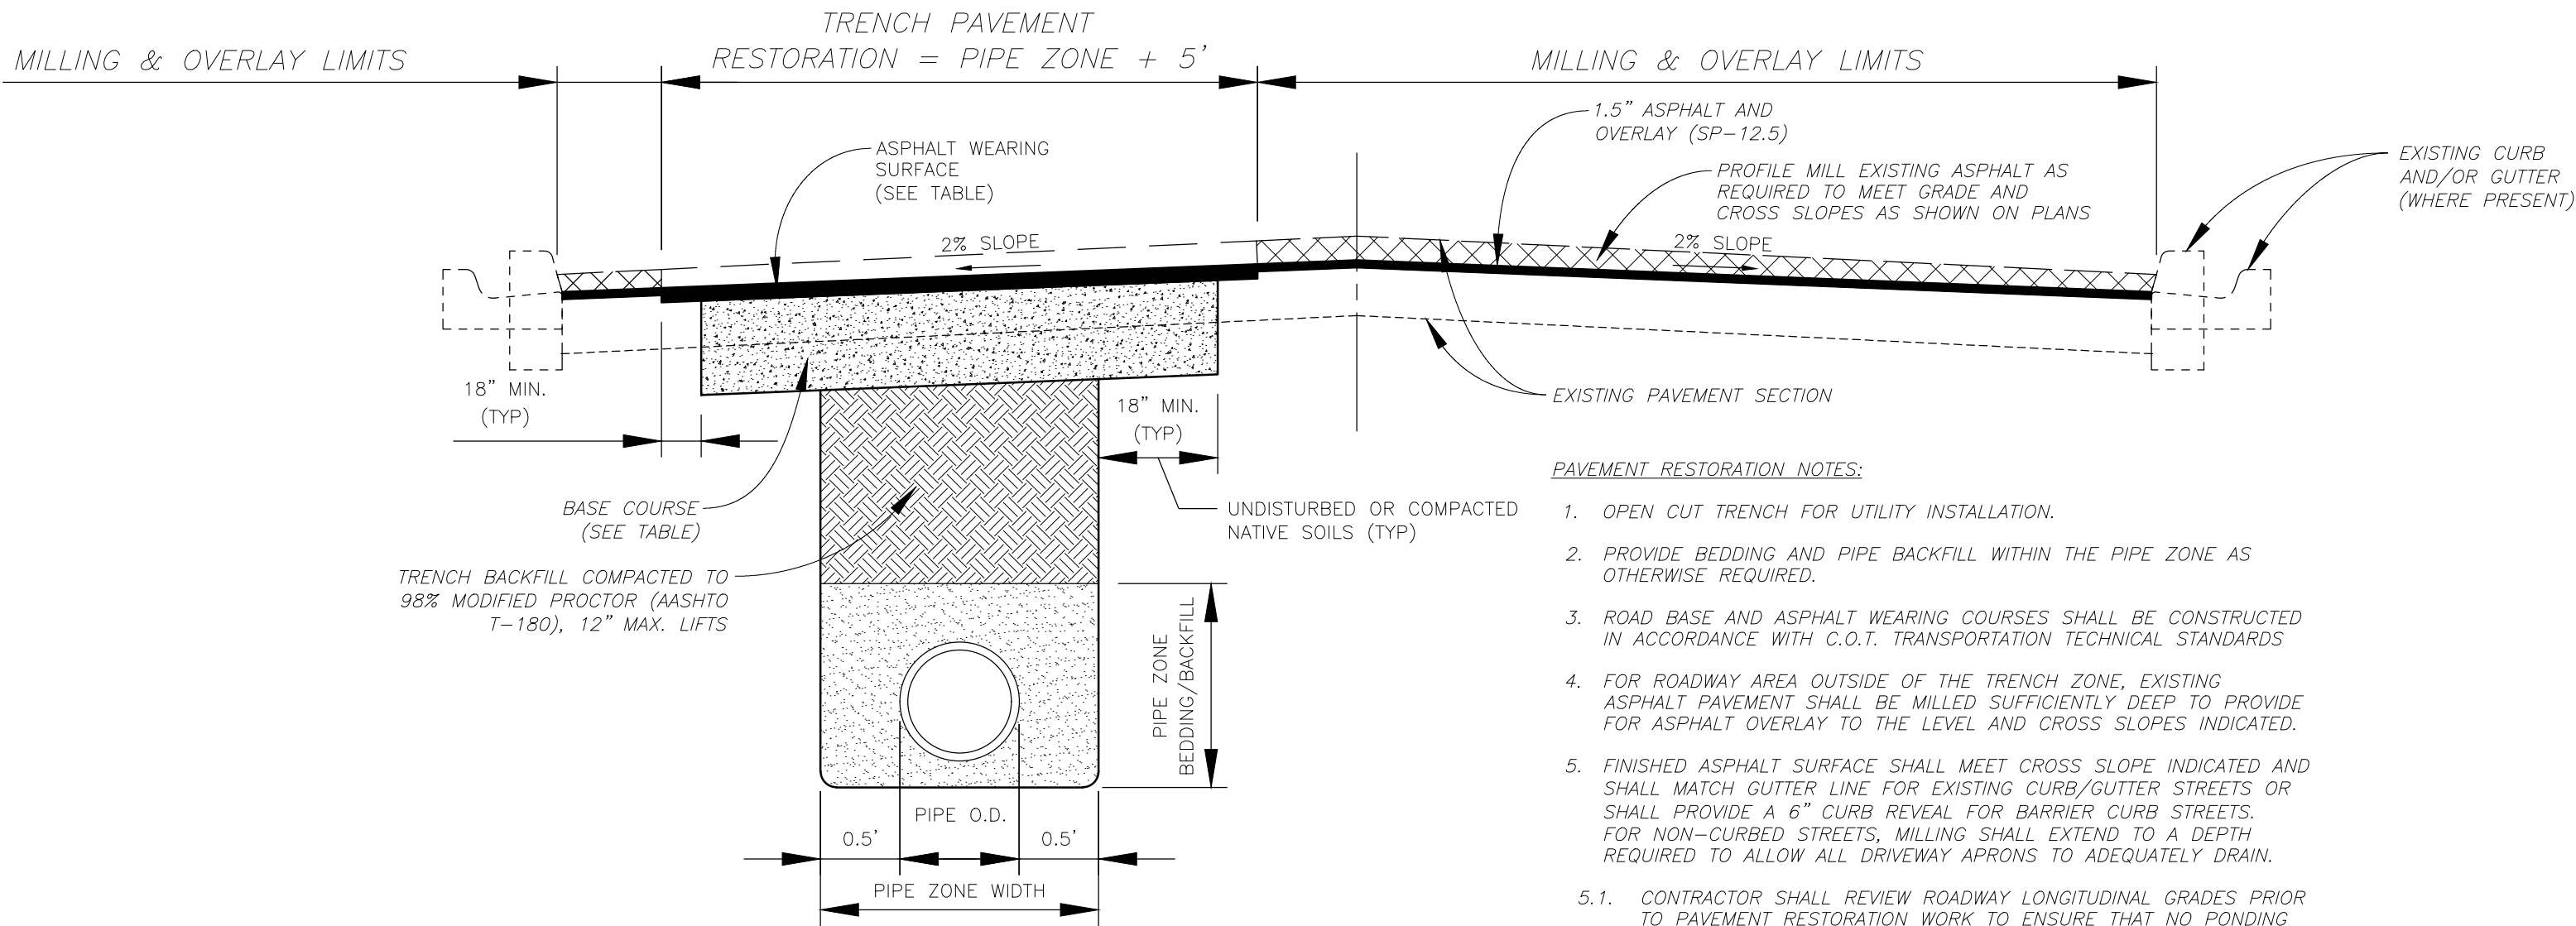 TRENCH PAVEMENT
RESTORATION = PIPE ZONE + 5'
MILLING & OVERLAY LIMITS
MILLING & OVERLAY LIMITS
1.5" ASPHALT AND
OVERLAY (SP-12.5)
ASPHALT WEARING
SURFACE
(SEE TABLE)
PROFILE MILL EXISTING ASPHALT AS
REQUIRED TO MEET GRADE AND
CROSS SLOPES AS SHOWN ON PLANS
EXISTING CURB
AND/OR GUTTER
(WHERE PRESENT)
2% SLOPE
2% SLOPE
18" MIN.
(TYP)
18" MIN.
(TYP)
EXISTING PAVEMENT SECTION
BASE COURSE
(SEE TABLE)
UNDISTURBED OR COMPACTED
NATIVE SOILS (TYP)
TRENCH BACKFILL COMPACTED TO
98% MODIFIED PROCTOR (AASHTO
T-180), 12" MAX. LIFTS
PIPE ZONE
BEDDING/BACKFILL
PIPE O.D.
0.5'
0.5'
PIPE ZONE WIDTH
PAVEMENT RESTORATION NOTES:
1. OPEN CUT TRENCH FOR UTILITY INSTALLATION.
2. PROVIDE BEDDING AND PIPE BACKFILL WITHIN THE PIPE ZONE AS
OTHERWISE REQUIRED.
3. ROAD BASE AND ASPHALT WEARING COURSES SHALL BE CONSTRUCTED
IN ACCORDANCE WITH C.O.T. TRANSPORTATION TECHNICAL STANDARDS
4. FOR ROADWAY AREA OUTSIDE OF THE TRENCH ZONE, EXISTING
ASPHALT PAVEMENT SHALL BE MILLED SUFFICIENTLY DEEP TO PROVIDE
FOR ASPHALT OVERLAY TO THE LEVEL AND CROSS SLOPES INDICATED.
5. FINISHED ASPHALT SURFACE SHALL MEET CROSS SLOPE INDICATED AND
SHALL MATCH GUTTER LINE FOR EXISTING CURB/GUTTER STREETS OR
SHALL PROVIDE A 6" CURB REVEAL FOR BARRIER CURB STREETS.
FOR NON-CURBED STREETS, MILLING SHALL EXTEND TO A DEPTH
REQUIRED TO ALLOW ALL DRIVEWAY APRONS TO ADEQUATELY DRAIN.
5.1. CONTRACTOR SHALL REVIEW ROADWAY LONGITUDINAL GRADES PRIOR
TO PAVEMENT RESTORATION WORK TO ENSURE THAT NO PONDING